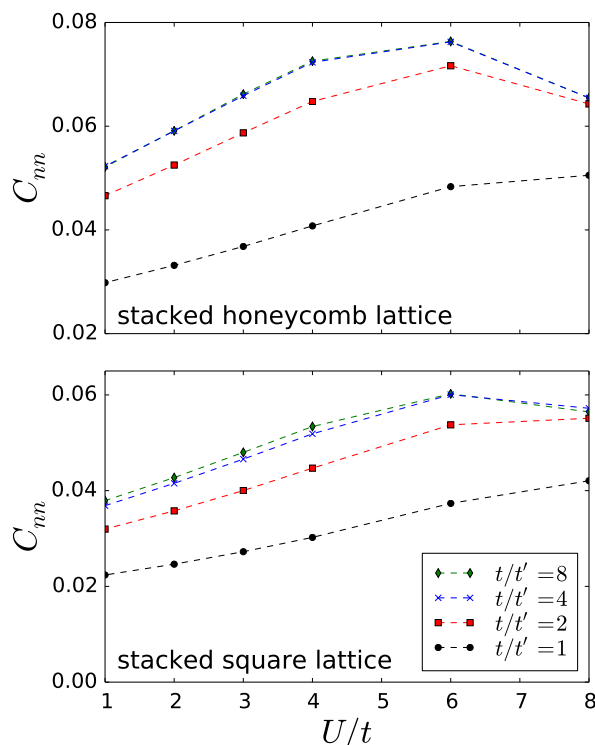 0.08
0.06
0.04
0.02
C_nn
stacked honeycomb lattice
0.06
0.04
0.02
0.00
C_nn
t/t′ =8
t/t′ =4
t/t′ =2
t/t′ =1
stacked square lattice
1 2 3 4 5 6 7 8
U/t